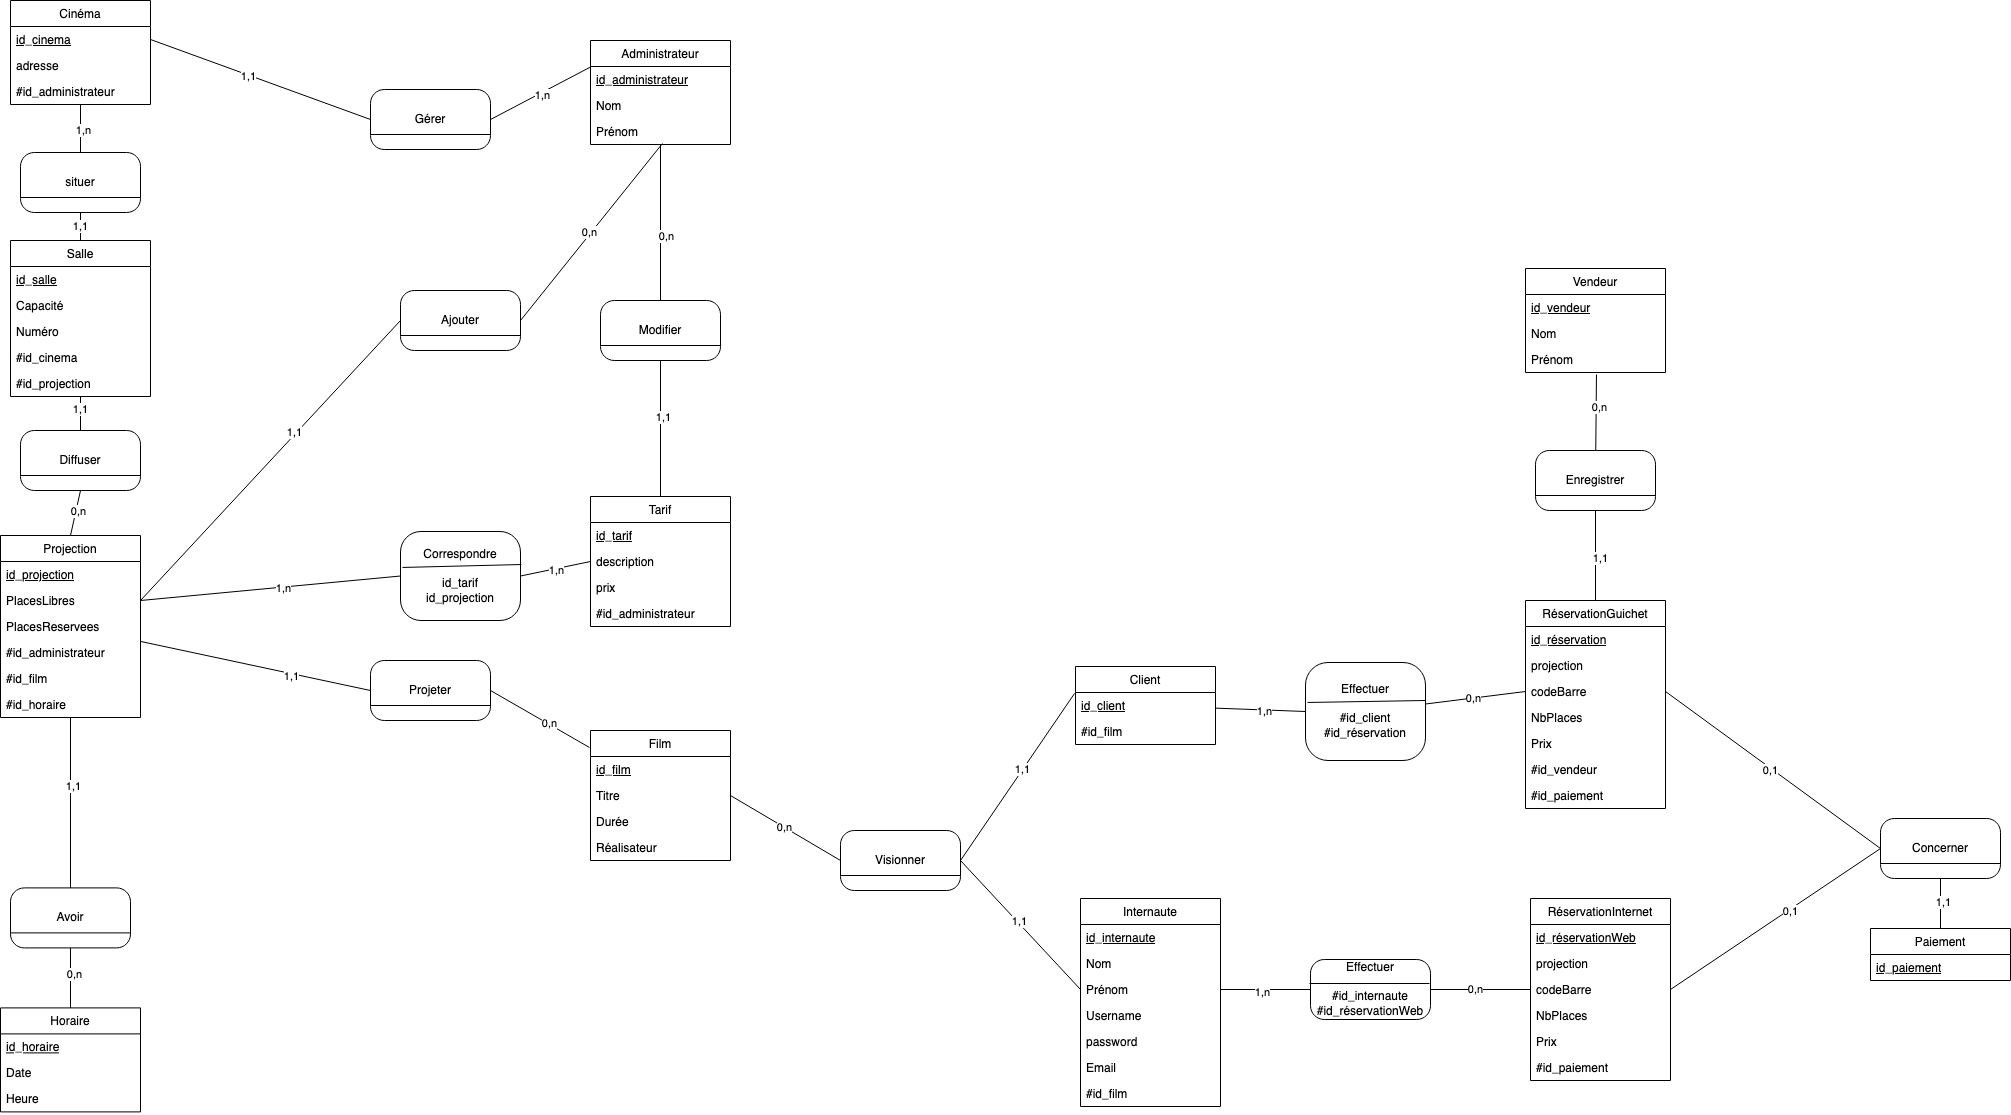 Cinéma
id_cinema
adresse
#id_administrateur
1,1
Gérer
1,n
Administrateur
id_administrateur
Nom
Prénom
1,n
situer
1,1
Salle
id_salle
Capacité
Numéro
#id_cinema
#id_projection
1,1
Diffuser
0,n
0,n
Ajouter
1,1
0,n
Modifier
1,1
Projection
id_projection
PlacesLibres
PlacesReservees
#id_administrateur
#id_film
#id_horaire
1,n
Correspondre
id_tarif
id_projection
1,n
Tarif
id_tarif
description
prix
#id_administrateur
1,1
Projeter
0,n
Film
id_film
Titre
Durée
Réalisateur
1,1
Avoir
0,n
Horaire
id_horaire
Date
Heure
0,n
Visionner
1,1
1,1
Client
id_client
#id_film
1,n
Effectuer
#id_client
#id_réservation
0,n
Vendeur
id_vendeur
Nom
Prénom
0,n
Enregistrer
1,1
RéservationGuichet
id_réservation
projection
codeBarre
NbPlaces
Prix
#id_vendeur
#id_paiement
0,1
Concerner
0,1
1,1
Paiement
id_paiement
Internaute
id_internaute
Nom
Prénom
Username
password
Email
#id_film
1,n
Effectuer
#id_internaute
#id_réservationWeb
0,n
RéservationInternet
id_réservationWeb
projection
codeBarre
NbPlaces
Prix
#id_paiement